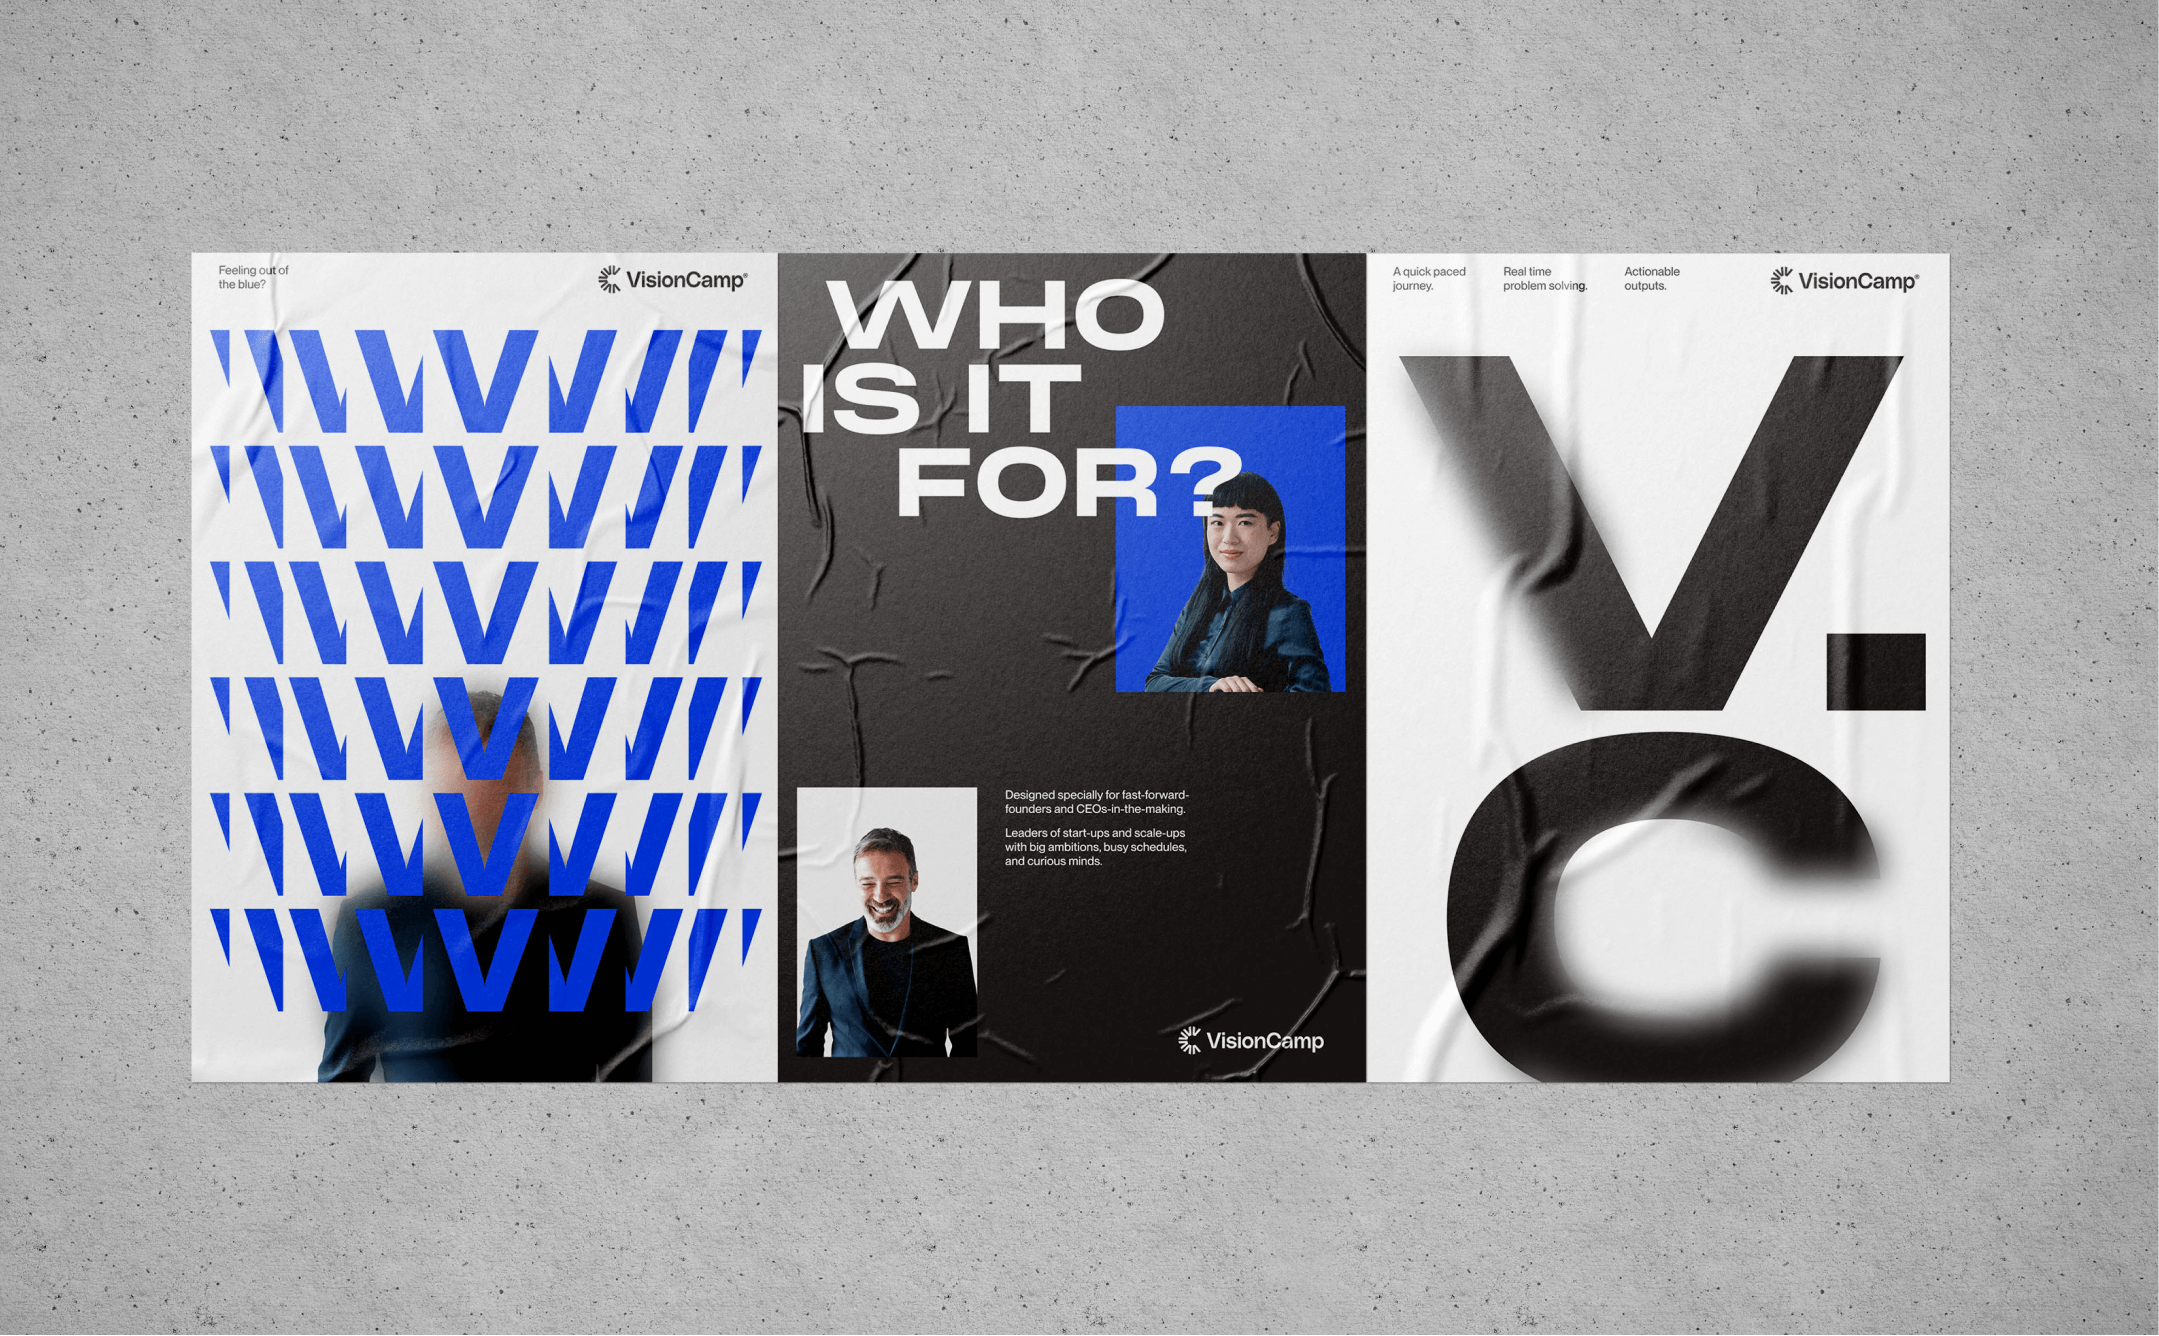 Feeling out of
the blue?
VisionCamp®
V
V
V
V
V
V
WHO
IS IT
FOR?
Designed specially for fast-forward-
founders and CEOs-in-the-making.
Leaders of start-ups and scale-ups
with big ambitions, busy schedules,
and curious minds.
VisionCamp
A quick paced
journey.
Real time
problem solving.
Actionable
outputs.
VisionCamp®
V.
C